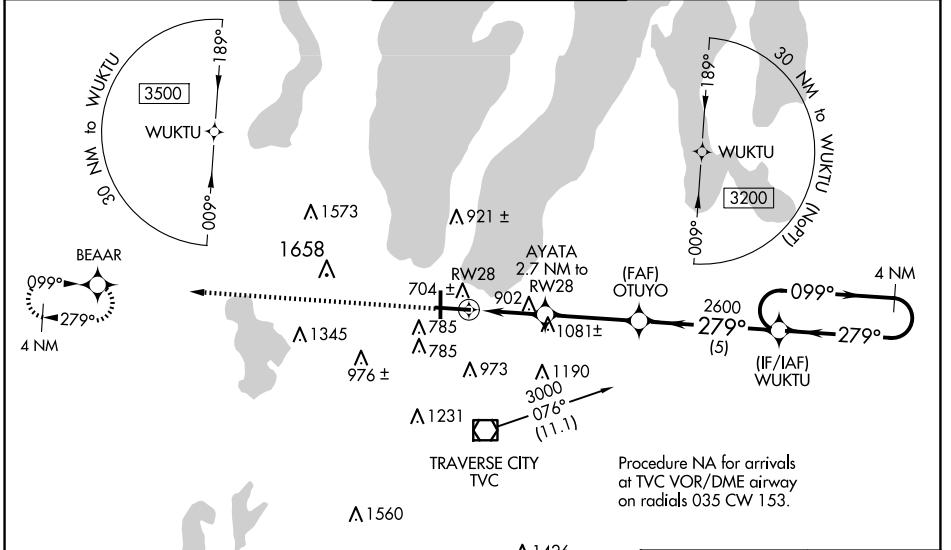 30 NM to WUKTU
189°
3500
WUKTU
009°
189°
30 NM to WUKTU (NoPT)
WUKTU
3200
009°
1573
921 ±
1658
BEAAR
099°
279°
4 NM
704 ±
RW28
AYATA
2.7 NM to
RW28
902
1081±
(FAF)
OTUYO
2600
279°
(5)
099°
4 NM
279°
(IF/IAF)
WUKTU
1345
785
785
976 ±
973
1190
1231
3000
076°
(11.1)
TRAVERSE CITY
TVC
Procedure NA for arrivals
at TVC VOR/DME airway
on radials 035 CW 153.
1560